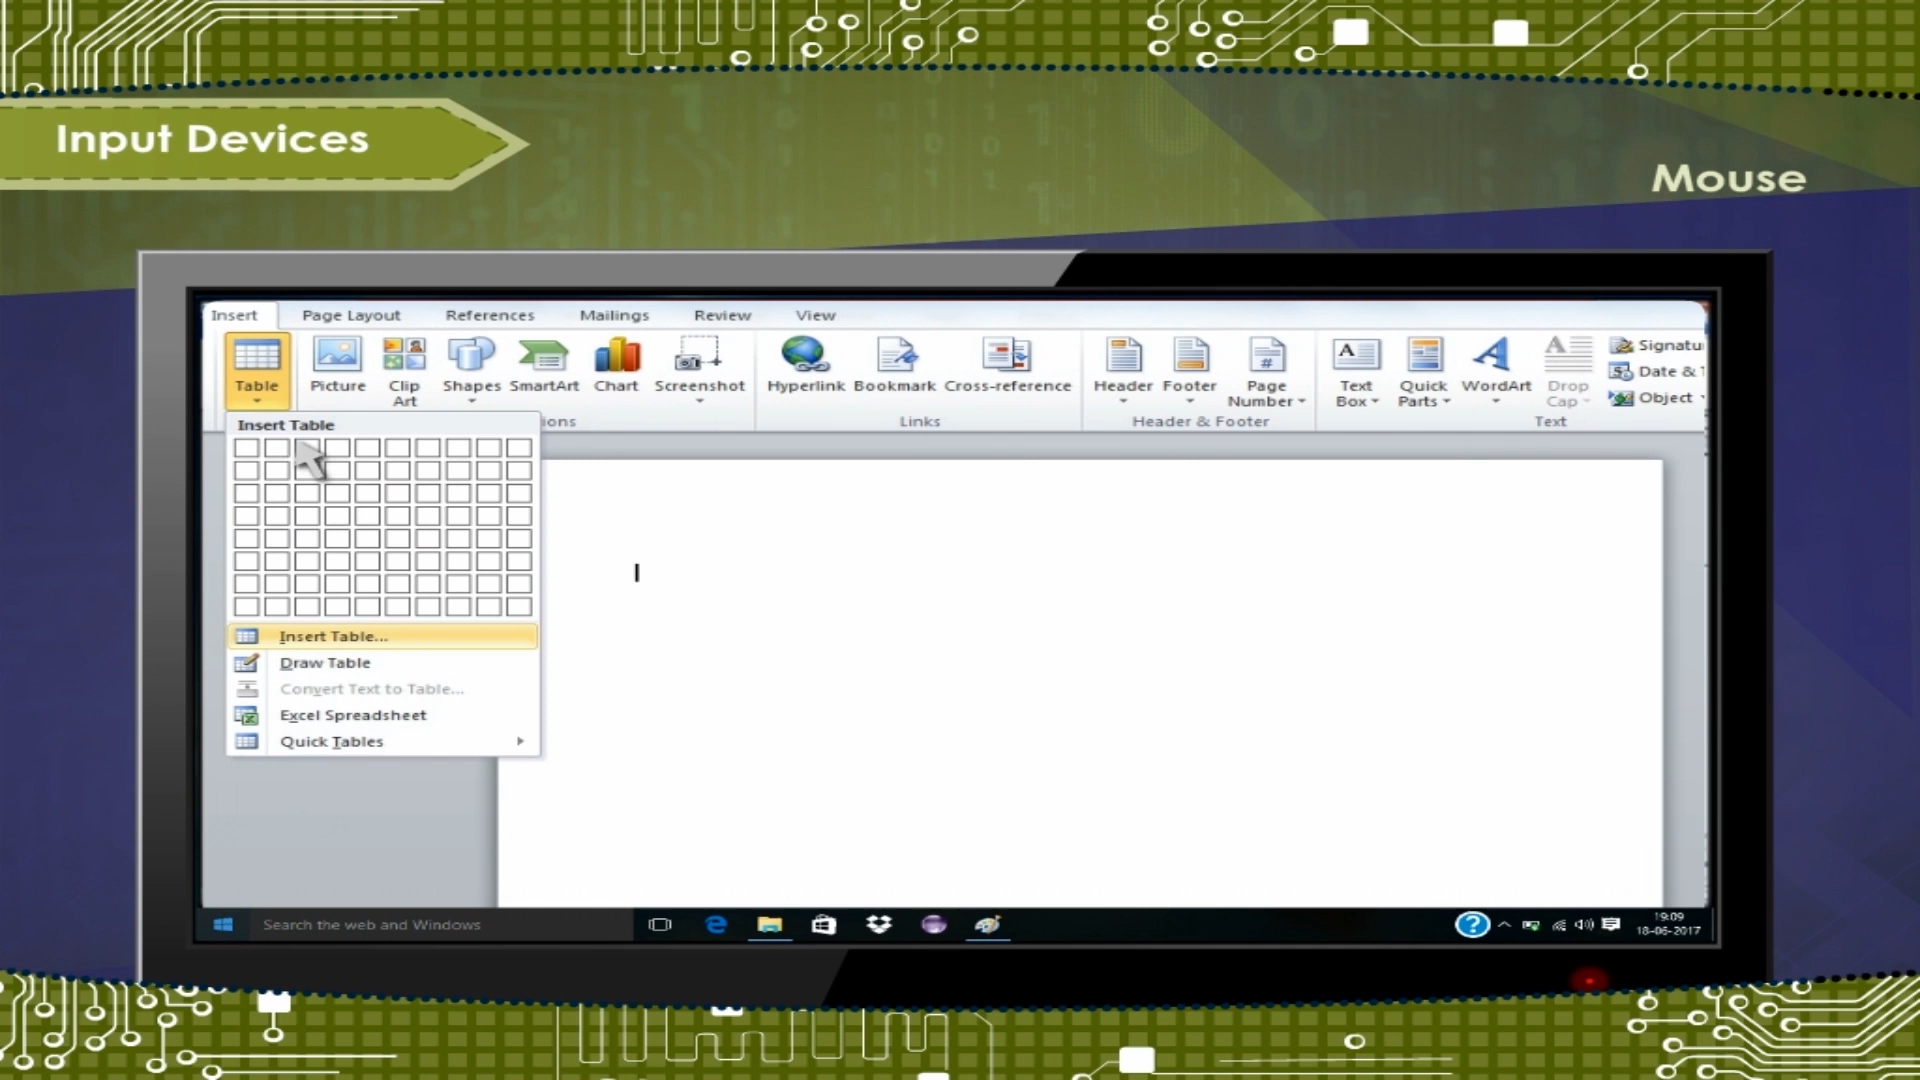 Input Devices
Mouse
Insert Page Layout References Mailings Review View
Table Picture Clip Art Shapes SmartArt Chart Screenshot Hyperlink Bookmark Cross-reference Header Footer Page Number Text Box Quick Parts WordArt Drop Cap
Signatu
Date & T
Object
ions Links Header & Footer Text
Insert Table
Insert Table...
Draw Table
Convert Text to Table...
Excel Spreadsheet
Quick Tables
Search the web and Windows
19:09
18-06-2017